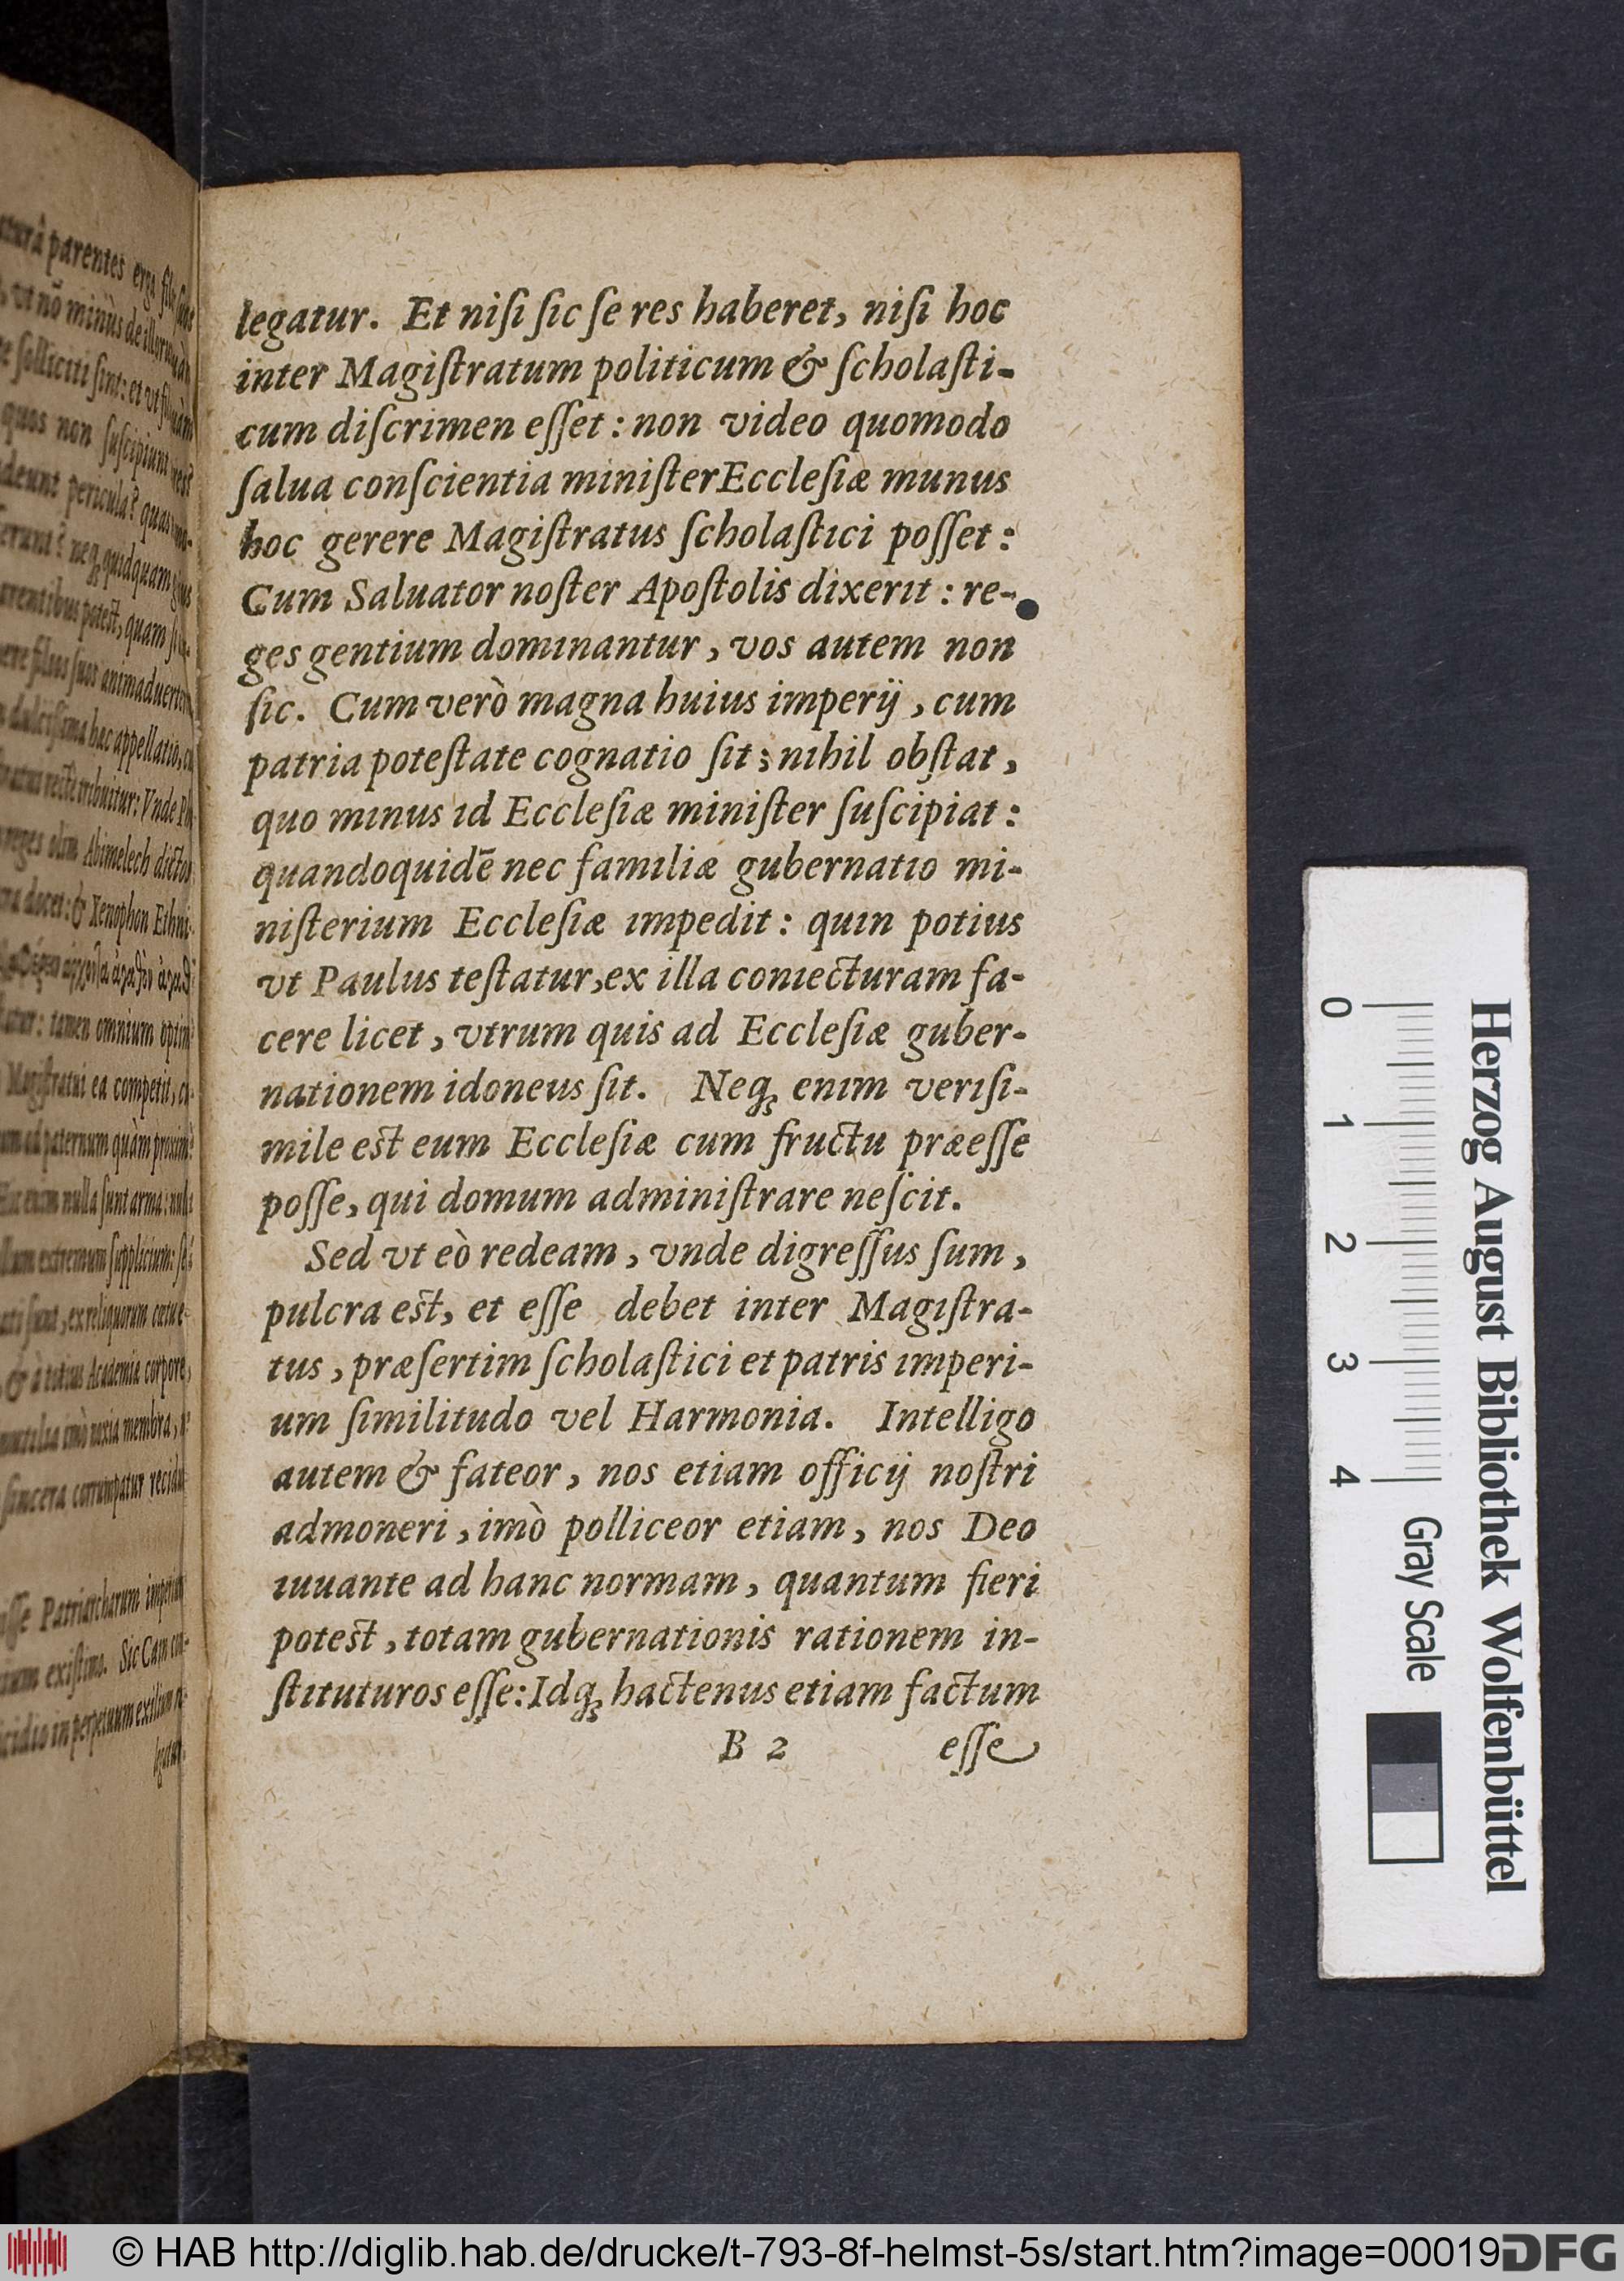 legatur. Et niſi ſic ſe res haberet, niſi hoc
inter Magiſtratum politicum & ſcholaſti-
cum diſcrimen eſſet : non video quomodo
ſalua conſcientia miniſter Eccleſiæ munus
hoc gerere Magiſtratus ſcholaſtici poſſet :
Cum Saluator noſter Apoſtolis dixerit : re-
ges gentium dominantur, vos autem non
ſic. Cum verò magna huius imperij, cum
patria poteſtate cognatio ſit; nihil obſtat,
quo minus id Eccleſiæ miniſter ſuſcipiat :
quandoquidē nec familiæ gubernatio mi-
niſterium Eccleſiæ impedit : quin potius
vt Paulus teſtatur, ex illa coniecturam fa-
cere licet, vtrum quis ad Eccleſiæ guber-
nationem idoneus ſit. Neq; enim veriſi-
mile est eum Eccleſiæ cum fructu præeſſe
poſſe, qui domum adminiſtrare neſcit.
Sed vt eò redeam, vnde digreſſus ſum,
pulcra est, et eſſe debet inter Magiſtra-
tus, præſertim ſcholaſtici et patris imperi-
um ſimilitudo vel Harmonia. Intelligo
autem & fateor, nos etiam officij noſtri
admoneri, imò polliceor etiam, nos Deo
iuuante ad hanc normam, quantum fieri
potest, totam gubernationis rationem in-
ſtituturos eſſe: Idq; hactenus etiam factum
B 2 eſſe
Herzog August Bibliothek Wolfenbüttel
0 1 2 3 4 Gray Scale
© HAB http://diglib.hab.de/drucke/t-793-8f-helmst-5s/start.htm?image=00019
DFG